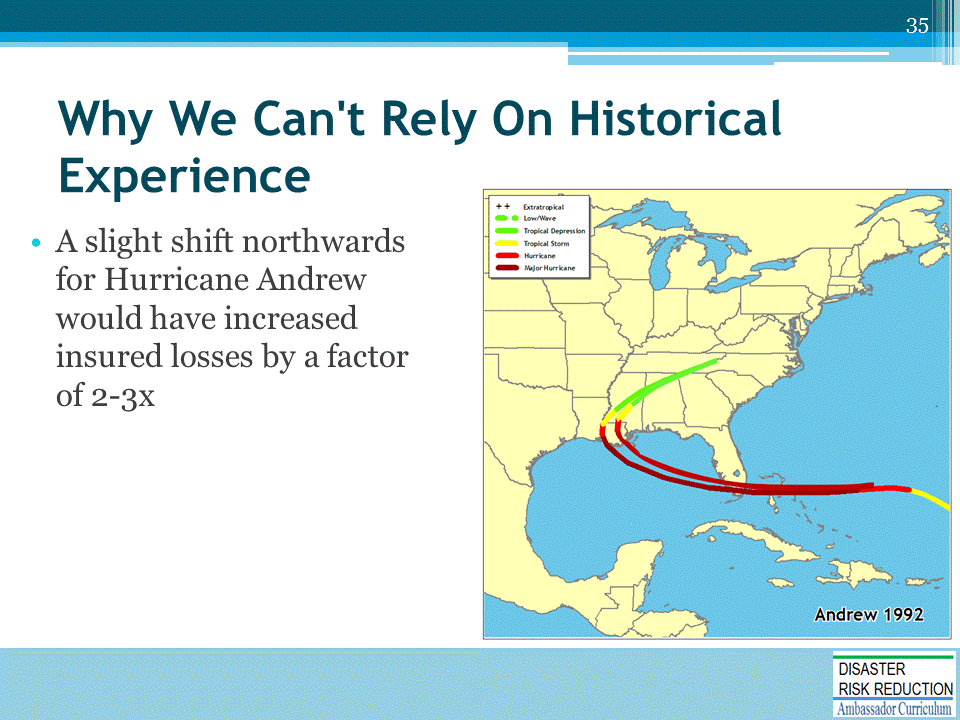 35
Why We Can't Rely On Historical
Experience
• A slight shift northwards
for Hurricane Andrew
would have increased
insured losses by a factor
of 2-3x
Extratropical
Low/Wave
Tropical Depression
Tropical Storm
Hurricane
Major Hurricane
Andrew 1992
DISASTER
RISK REDUCTION
Ambassador Curriculum